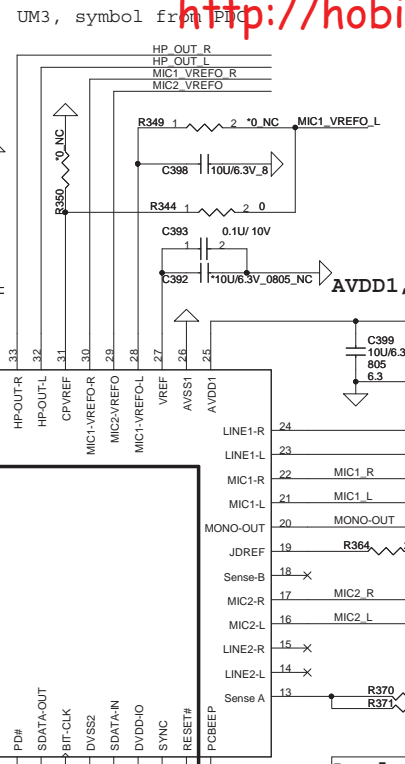 UM3, symbol from PDC
http://hobi
HP_OUT_R
HP_OUT_L
MIC1_VREFO_R
MIC2_VREFO
R349 1 2 *0_NC MIC1_VREFO_L
*0_NC
R350
C398 10U/6.3V_8
R344 1 2 0
C393 0.1U/ 10V
1 2
C392 *10U/6.3V_0805_NC
AVDD1,
C399
10U/6.3
805
6.3
33 32 31 30 29 28 27 26 25
HP-OUT-R
HP-OUT-L
CPVREF
MIC1-VREFO-R
MIC2-VREFO
MIC1-VREFO-L
VREF
AVSS1
AVDD1
LINE1-R 24
LINE1-L 23
MIC1-R 22 MIC1_R
MIC1-L 21 MIC1_L
MONO-OUT 20 MONO-OUT
JDREF 19 R364
Sense-B 18
MIC2-R 17 MIC2_R
MIC2-L 16 MIC2_L
LINE2-R 15
LINE2-L 14
Sense A 13 R370
R371
PD#
SDATA-OUT
BIT-CLK
DVSS2
SDATA-IN
DVDD-IO
SYNC
RESET#
PCBEEP